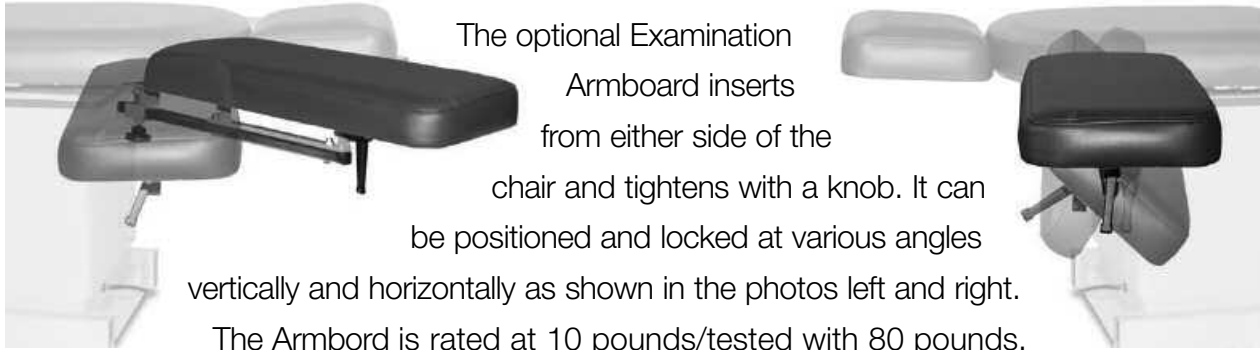 The optional Examination
Armboard inserts
from either side of the
chair and tightens with a knob. It can
be positioned and locked at various angles
vertically and horizontally as shown in the photos left and right.
The Armbord is rated at 10 pounds/tested with 80 pounds.